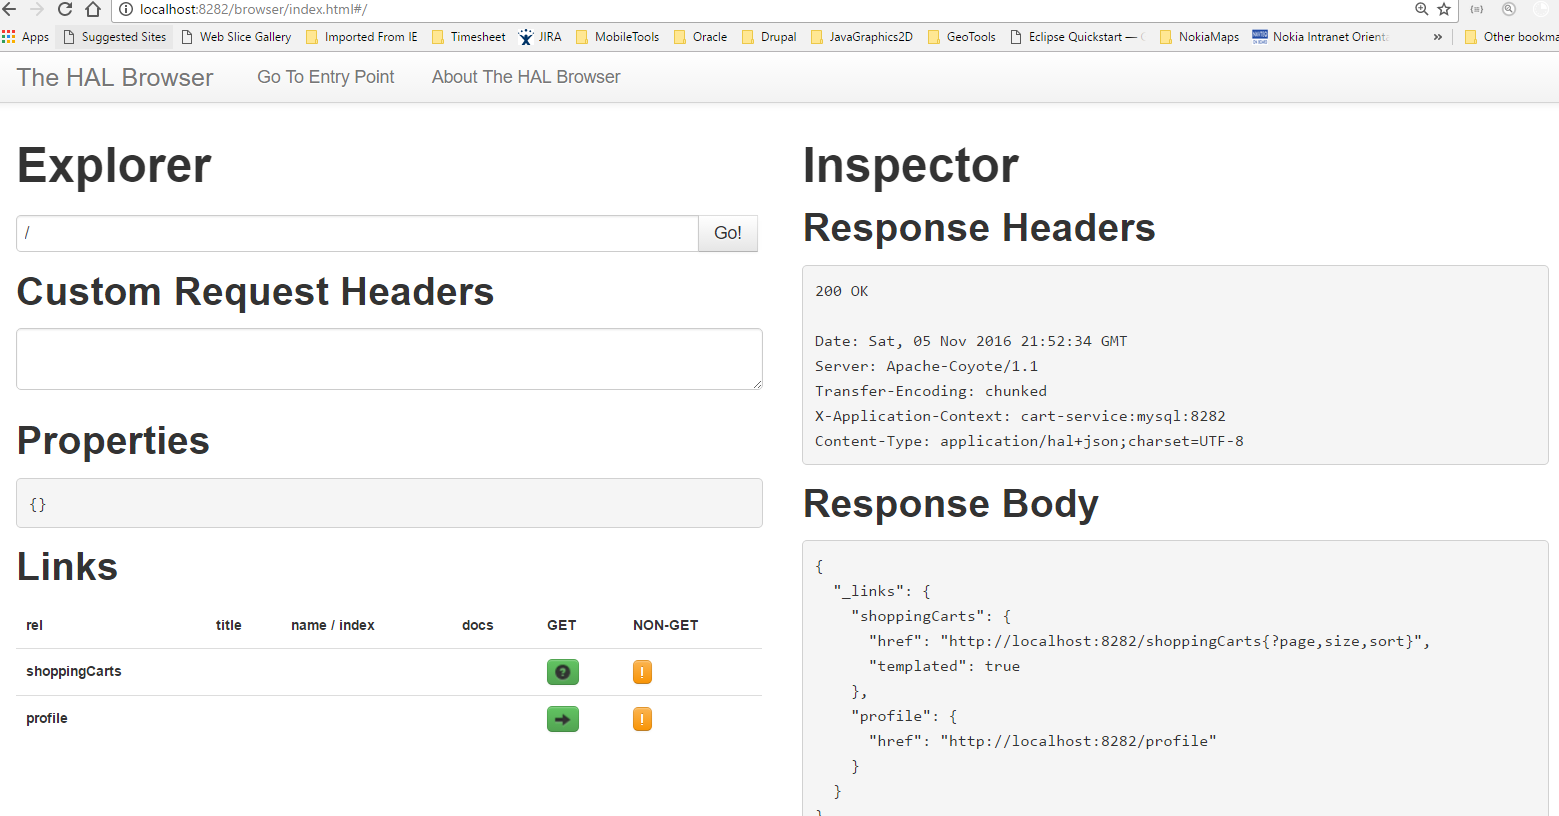 localhost:8282/browser/index.html#/
Apps Suggested Sites Web Slice Gallery Imported From IE Timesheet JIRA MobileTools Oracle Drupal JavaGraphics2D GeoTools Eclipse Quickstart — NokiaMaps Nokia Intranet Orienta » Other bookma
The HAL Browser Go To Entry Point About The HAL Browser
Explorer
/ Go!
Custom Request Headers
Properties
{}
Links
rel title name / index docs GET NON-GET
shoppingCarts ? !
profile !
Inspector
Response Headers
200 OK
Date: Sat, 05 Nov 2016 21:52:34 GMT
Server: Apache-Coyote/1.1
Transfer-Encoding: chunked
X-Application-Context: cart-service:mysql:8282
Content-Type: application/hal+json;charset=UTF-8
Response Body
{
"_links": {
"shoppingCarts": {
"href": "http://localhost:8282/shoppingCarts{?page,size,sort}",
"templated": true
},
"profile": {
"href": "http://localhost:8282/profile"
}
}
}